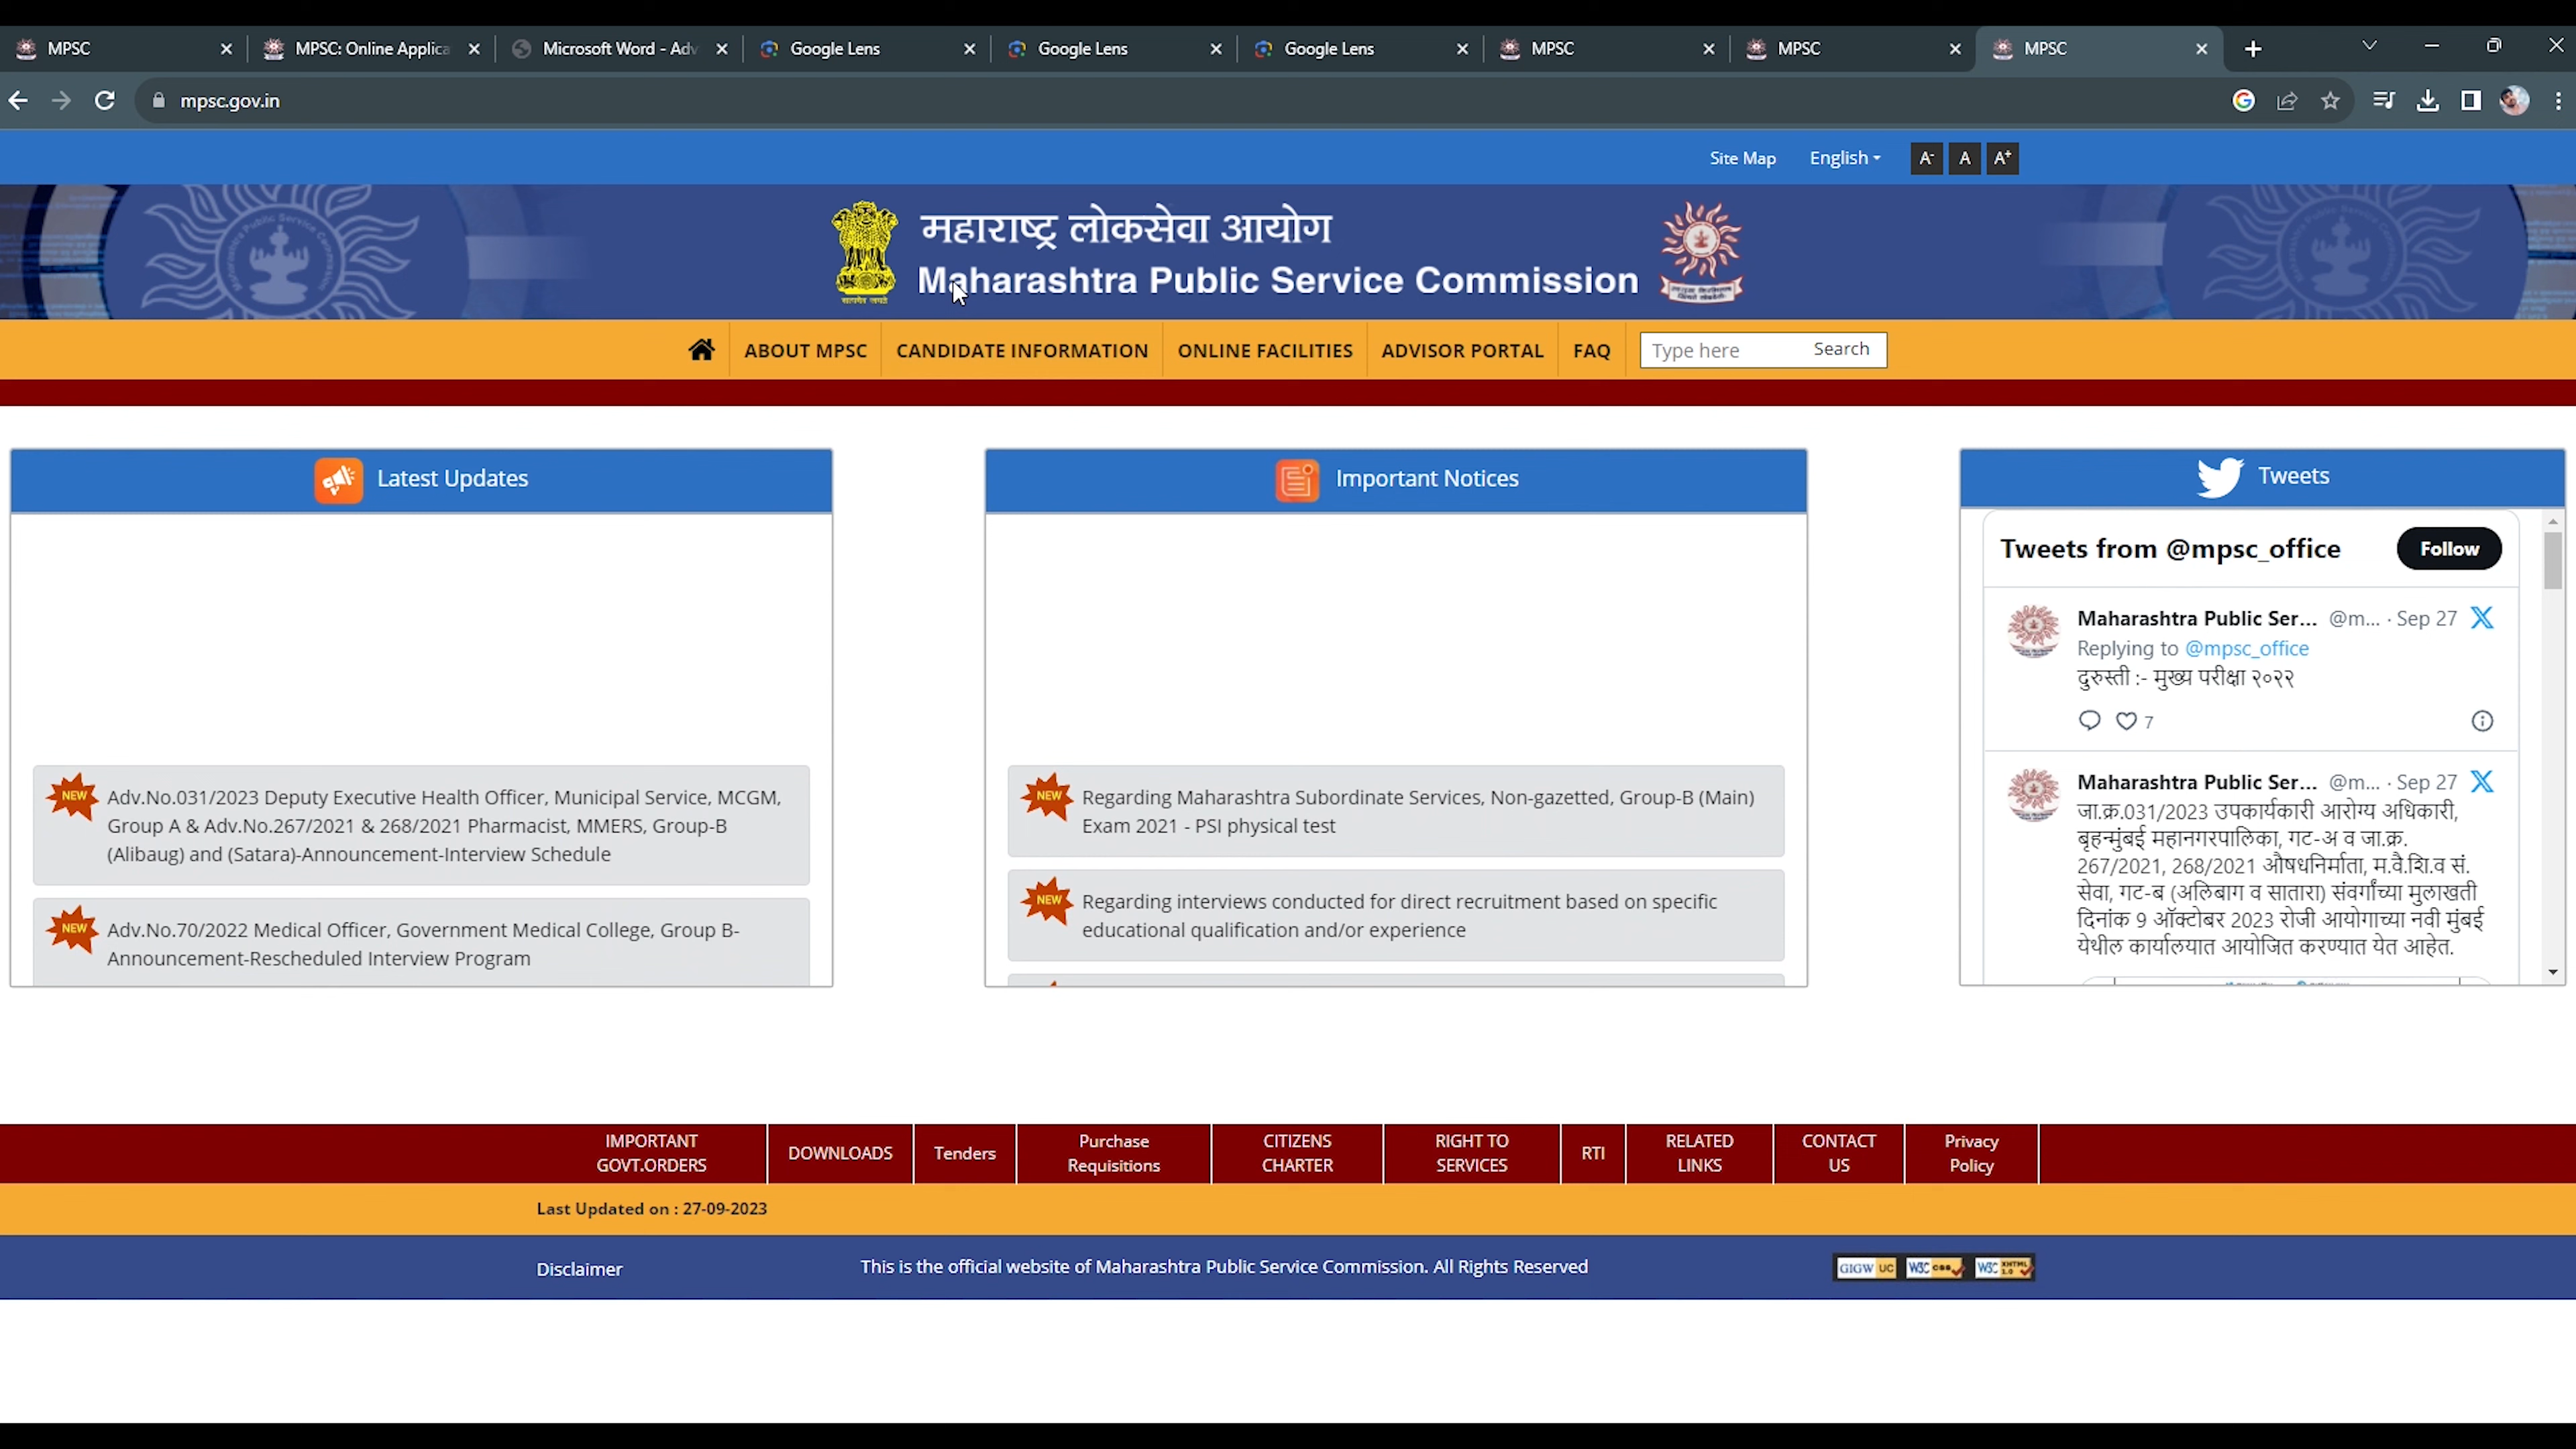 MPSC
MPSC: Online Applica
Microsoft Word - Adv
Google Lens
Google Lens
Google Lens
MPSC
MPSC
MPSC
mpsc.gov.in
Site Map
English
A-
A
A+
महाराष्ट्र लोकसेवा आयोग
Maharashtra Public Service Commission
ABOUT MPSC
CANDIDATE INFORMATION
ONLINE FACILITIES
ADVISOR PORTAL
FAQ
Type here
Search
Latest Updates
NEW
Adv.No.031/2023 Deputy Executive Health Officer, Municipal Service, MCGM,
Group A & Adv.No.267/2021 & 268/2021 Pharmacist, MMERS, Group-B
(Alibaug) and (Satara)-Announcement-Interview Schedule
NEW
Adv.No.70/2022 Medical Officer, Government Medical College, Group B-
Announcement-Rescheduled Interview Program
Important Notices
NEW
Regarding Maharashtra Subordinate Services, Non-gazetted, Group-B (Main)
Exam 2021 - PSI physical test
NEW
Regarding interviews conducted for direct recruitment based on specific
educational qualification and/or experience
Tweets
Tweets from @mpsc_office
Follow
Maharashtra Public Ser... @m... · Sep 27
Replying to @mpsc_office
दुरुस्ती :- मुख्य परीक्षा २०२२
7
Maharashtra Public Ser... @m... · Sep 27
जा.क्र.031/2023 उपकार्यकारी आरोग्य अधिकारी,
बृहन्मुंबई महानगरपालिका, गट-अ व जा.क्र.
267/2021, 268/2021 औषधनिर्माता, म.वै.शि.व सं.
सेवा, गट-ब (अलिबाग व सातारा) संवर्गांच्या मुलाखती
दिनांक 9 ऑक्टोबर 2023 रोजी आयोगाच्या नवी मुंबई
येथील कार्यालयात आयोजित करण्यात येत आहेत.
IMPORTANT
GOVT.ORDERS
DOWNLOADS
Tenders
Purchase
Requisitions
CITIZENS
CHARTER
RIGHT TO
SERVICES
RTI
RELATED
LINKS
CONTACT
US
Privacy
Policy
Last Updated on : 27-09-2023
Disclaimer
This is the official website of Maharashtra Public Service Commission. All Rights Reserved
GIGW UC
W3C css
W3C XHTML 1.0